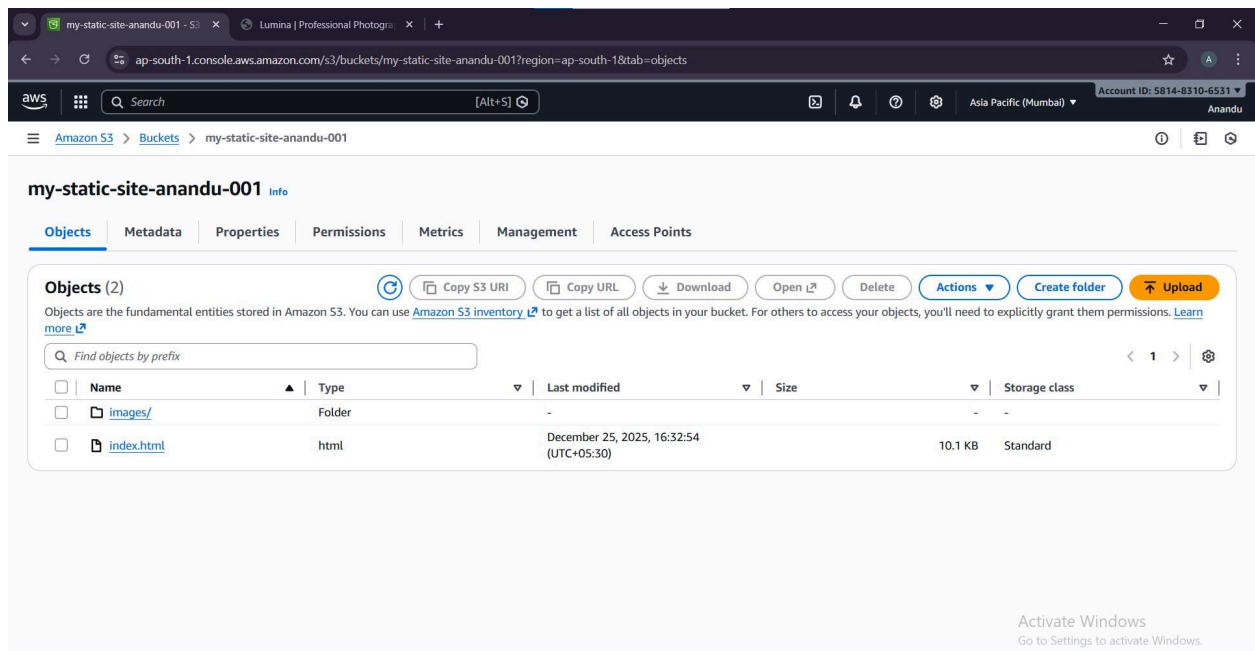 my-static-site-anandu-001 - S3
Lumina | Professional Photogra
ap-south-1.console.aws.amazon.com/s3/buckets/my-static-site-anandu-001?region=ap-south-1&tab=objects
aws Search [Alt+S] Asia Pacific (Mumbai) Account ID: 5814-8310-6531
Anandu
Amazon S3 > Buckets > my-static-site-anandu-001
my-static-site-anandu-001 Info
Objects Metadata Properties Permissions Metrics Management Access Points
Objects (2) Copy S3 URI Copy URL Download Open Delete Actions Create folder Upload
Objects are the fundamental entities stored in Amazon S3. You can use Amazon S3 inventory to get a list of all objects in your bucket. For others to access your objects, you'll need to explicitly grant them permissions. Learn
more
Find objects by prefix
1
Name Type Last modified Size Storage class
images/ Folder - - -
index.html html December 25, 2025, 16:32:54 10.1 KB Standard
(UTC+05:30)
Activate Windows
Go to Settings to activate Windows.